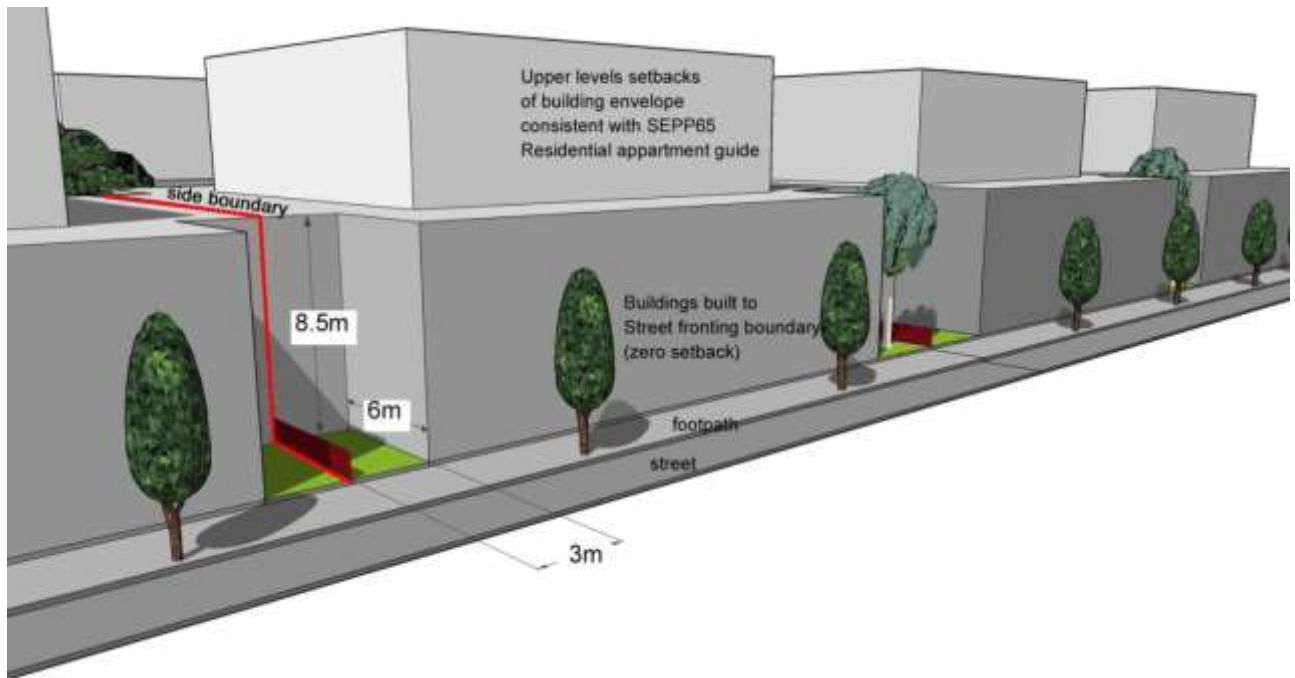 Upper levels setbacks
of building envelope
consistent with SEPP65
Residential appartment guide
side boundary
8.5m
Buildings built to
Street fronting boundary
(zero setback)
6m
footpath
street
3m